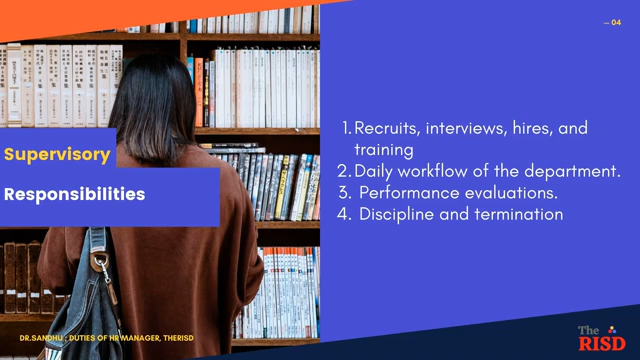 — 04
Supervisory
Responsibilities
1. Recruits, interviews, hires, and
training
2. Daily workflow of the department.
3. Performance evaluations.
4. Discipline and termination
DR.SANDHU ; DUTIES OF HR MANAGER, THERISD
The
RISD